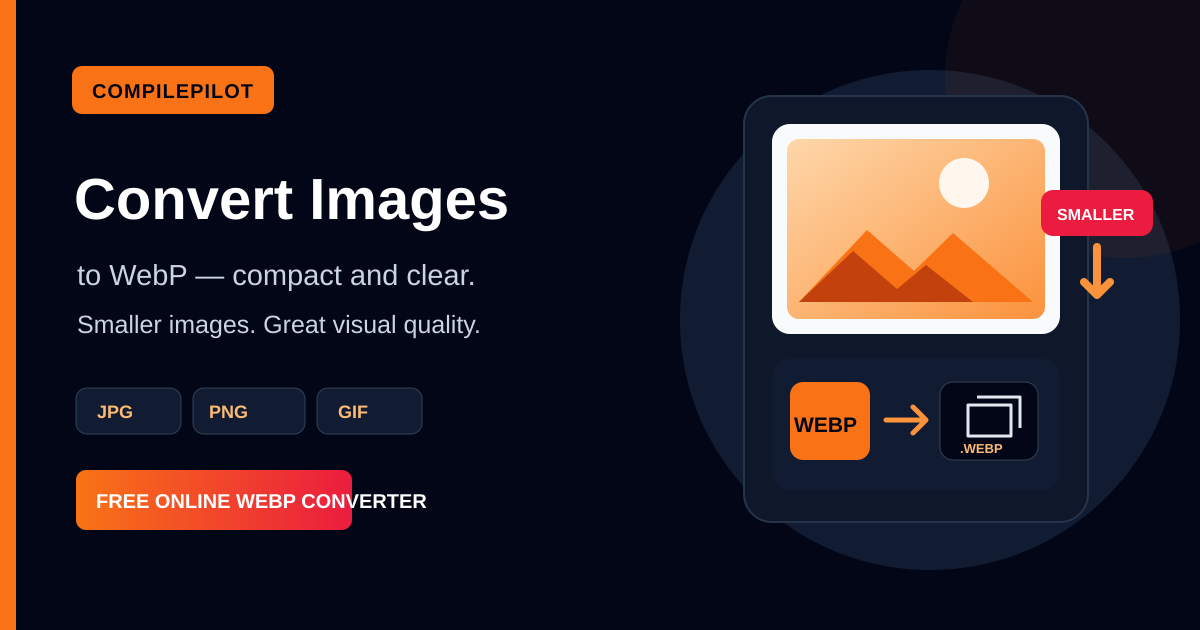 COMPILEPILOT
Convert Images
to WebP — compact and clear.
Smaller images. Great visual quality.
JPG PNG GIF
FREE ONLINE WEBP CONVERTER
SMALLER
WEBP
.WEBP